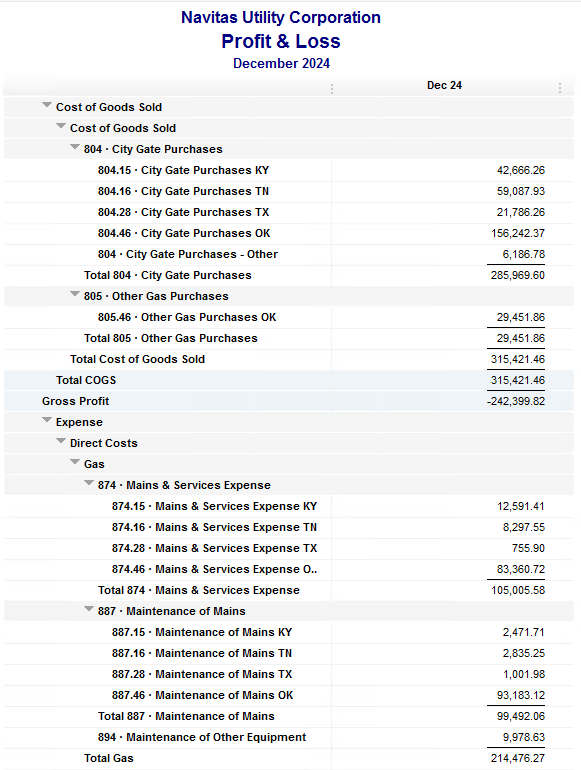 Navitas Utility Corporation
Profit & Loss
December 2024
Dec 24
Cost of Goods Sold
Cost of Goods Sold
804 · City Gate Purchases
804.15 · City Gate Purchases KY 42,666.26
804.16 · City Gate Purchases TN 59,087.93
804.28 · City Gate Purchases TX 21,786.26
804.46 · City Gate Purchases OK 156,242.37
804 · City Gate Purchases - Other 6,186.78
Total 804 · City Gate Purchases 285,969.60
805 · Other Gas Purchases
805.46 · Other Gas Purchases OK 29,451.86
Total 805 · Other Gas Purchases 29,451.86
Total Cost of Goods Sold 315,421.46
Total COGS 315,421.46
Gross Profit -242,399.82
Expense
Direct Costs
Gas
874 · Mains & Services Expense
874.15 · Mains & Services Expense KY 12,591.41
874.16 · Mains & Services Expense TN 8,297.55
874.28 · Mains & Services Expense TX 755.90
874.46 · Mains & Services Expense O.. 83,360.72
Total 874 · Mains & Services Expense 105,005.58
887 · Maintenance of Mains
887.15 · Maintenance of Mains KY 2,471.71
887.16 · Maintenance of Mains TN 2,835.25
887.28 · Maintenance of Mains TX 1,001.98
887.46 · Maintenance of Mains OK 93,183.12
Total 887 · Maintenance of Mains 99,492.06
894 · Maintenance of Other Equipment 9,978.63
Total Gas 214,476.27